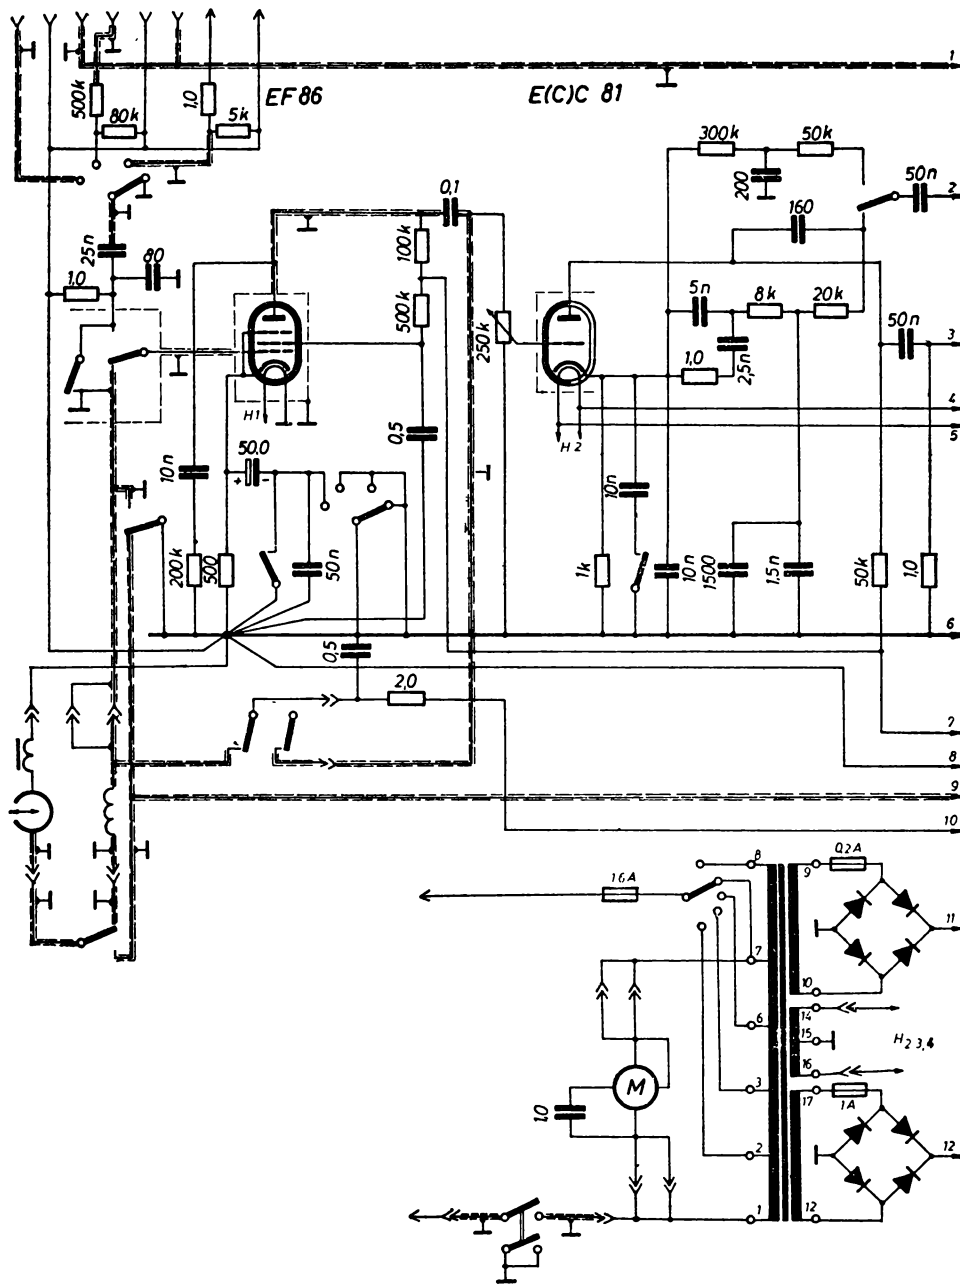 1
500k
80k
1,0
5k
EF 86
E(C)C 81
300k
50k
200
50n
2
160
0,1
25n
80
1,0
100k
500k
250k
5n
8k
20k
50n
3
1,0
2,5n
4
5
H1
H2
0,5
50,0
+
-
10n
10n
200k
500
50n
1k
10n
1500
1,5n
50k
1,0
6
0,5
2,0
7
8
9
10
8
9
0,2A
1,6A
11
7
10
6
14
15
16
H 2 3,4
M
1,0
3
17
1A
2
12
1
12